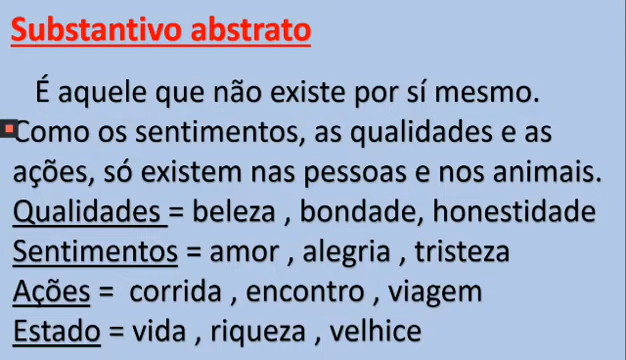 Substantivo abstrato
É aquele que não existe por sí mesmo.
Como os sentimentos, as qualidades e as
ações, só existem nas pessoas e nos animais.
Qualidades = beleza , bondade, honestidade
Sentimentos = amor , alegria , tristeza
Ações = corrida , encontro , viagem
Estado = vida , riqueza , velhice